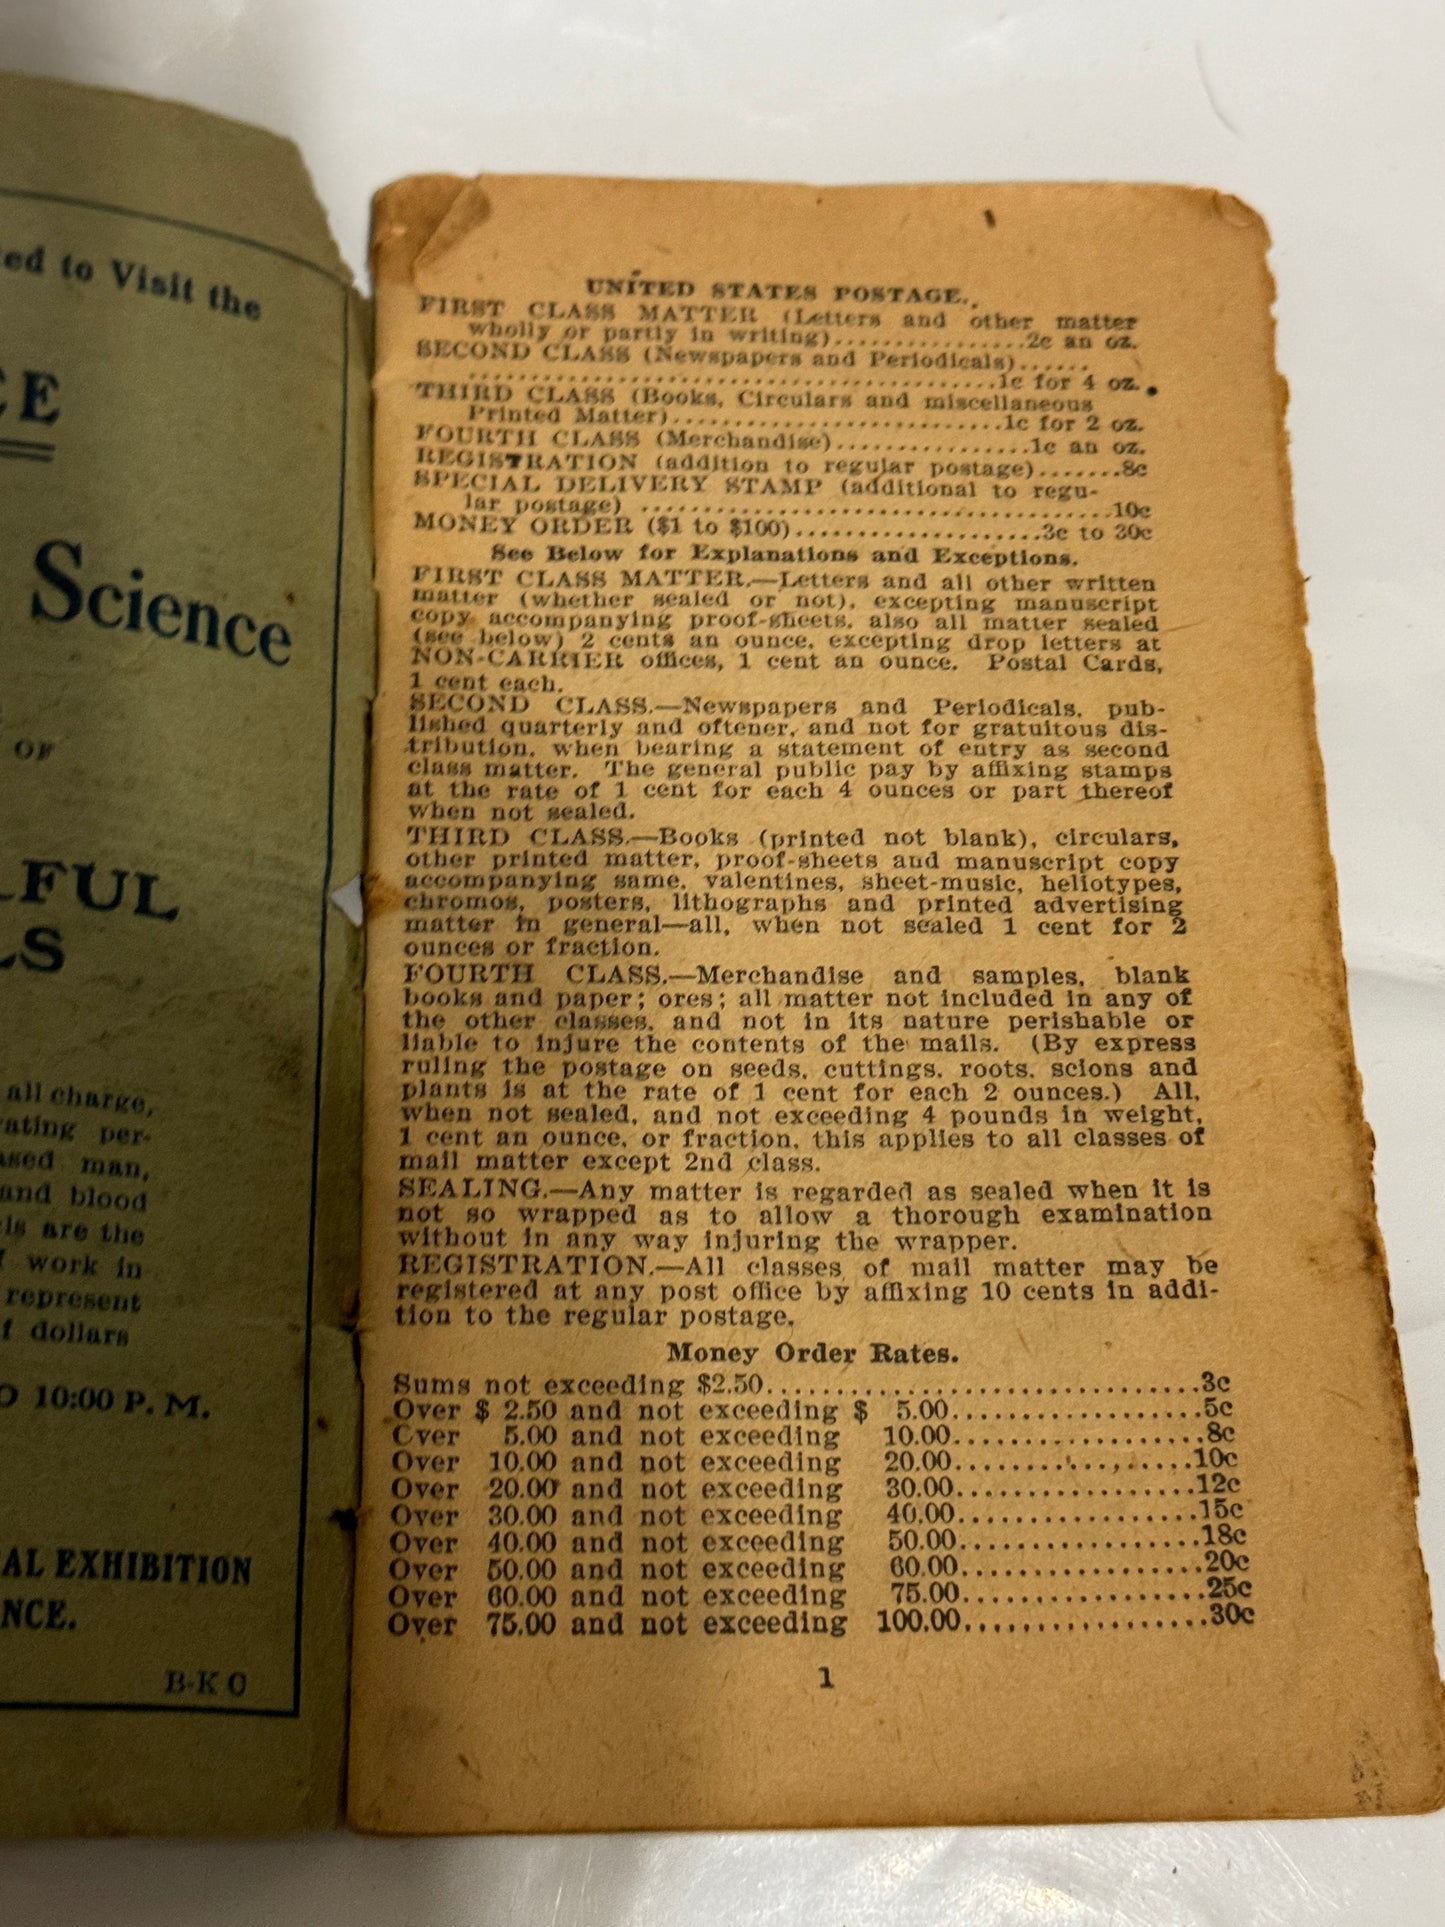 ed to Visit the
CE
Science
OF
FUL
LS
all charge,
ating per-
ased man,
and blood
els are the
f work in
represent
f dollars
O 10:00 P. M.
AL EXHIBITION
NCE.
B-K O
UNITED STATES POSTAGE.
FIRST CLASS MATTER (Letters and other matter
wholly or partly in writing)................2c an oz.
SECOND CLASS (Newspapers and Periodicals)......
............................................1c for 4 oz.
THIRD CLASS (Books, Circulars and miscellaneous
Printed Matter)............................1c for 2 oz.
FOURTH CLASS (Merchandise)................1c an oz.
REGISTRATION (addition to regular postage).......8c
SPECIAL DELIVERY STAMP (additional to regu-
lar postage) .......................................10c
MONEY ORDER ($1 to $100).....................3c to 30c
See Below for Explanations and Exceptions.
FIRST CLASS MATTER.—Letters and all other written
matter (whether sealed or not), excepting manuscript
copy accompanying proof-sheets, also all matter sealed
(see below) 2 cents an ounce, excepting drop letters at
NON-CARRIER offices, 1 cent an ounce. Postal Cards,
1 cent each.
SECOND CLASS.—Newspapers and Periodicals, pub-
lished quarterly and oftener, and not for gratuitous dis-
tribution, when bearing a statement of entry as second
class matter. The general public pay by affixing stamps
at the rate of 1 cent for each 4 ounces or part thereof
when not sealed.
THIRD CLASS.—Books (printed not blank), circulars,
other printed matter, proof-sheets and manuscript copy
accompanying same, valentines, sheet-music, heliotypes,
chromos, posters, lithographs and printed advertising
matter in general—all, when not sealed 1 cent for 2
ounces or fraction.
FOURTH CLASS.—Merchandise and samples, blank
books and paper; ores; all matter not included in any of
the other classes, and not in its nature perishable or
liable to injure the contents of the mails. (By express
ruling the postage on seeds, cuttings, roots, scions and
plants is at the rate of 1 cent for each 2 ounces.) All,
when not sealed, and not exceeding 4 pounds in weight,
1 cent an ounce, or fraction, this applies to all classes of
mail matter except 2nd class.
SEALING.—Any matter is regarded as sealed when it is
not so wrapped as to allow a thorough examination
without in any way injuring the wrapper.
REGISTRATION.—All classes of mail matter may be
registered at any post office by affixing 10 cents in addi-
tion to the regular postage.
Money Order Rates.
Sums not exceeding $2.50................................3c
Over $ 2.50 and not exceeding $ 5.00..................5c
Over 5.00 and not exceeding 10.00..................8c
Over 10.00 and not exceeding 20.00.................10c
Over 20.00 and not exceeding 30.00.................12c
Over 30.00 and not exceeding 40.00.................15c
Over 40.00 and not exceeding 50.00.................18c
Over 50.00 and not exceeding 60.00.................20c
Over 60.00 and not exceeding 75.00.................25c
Over 75.00 and not exceeding 100.00.................30c
1